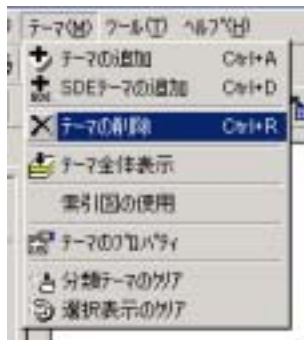 テーマ(M) ツール(T) ヘルプ(H)
テーマの追加 Ctrl+A
SDEテーマの追加 Ctrl+D
テーマの削除 Ctrl+R
テーマ全体表示
索引図の使用
テーマのプロパティ
分類テーマのクリア
選択表示のクリア